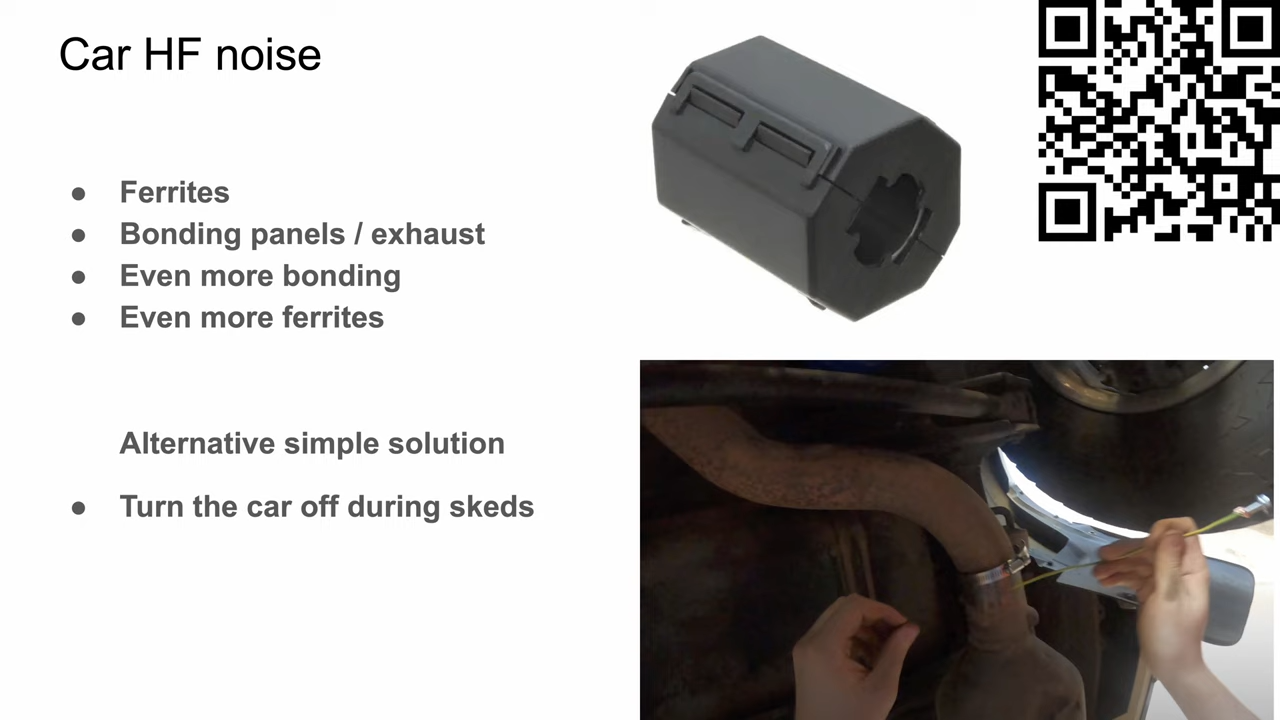 Car HF noise
● Ferrites
● Bonding panels / exhaust
● Even more bonding
● Even more ferrites
Alternative simple solution
● Turn the car off during skeds